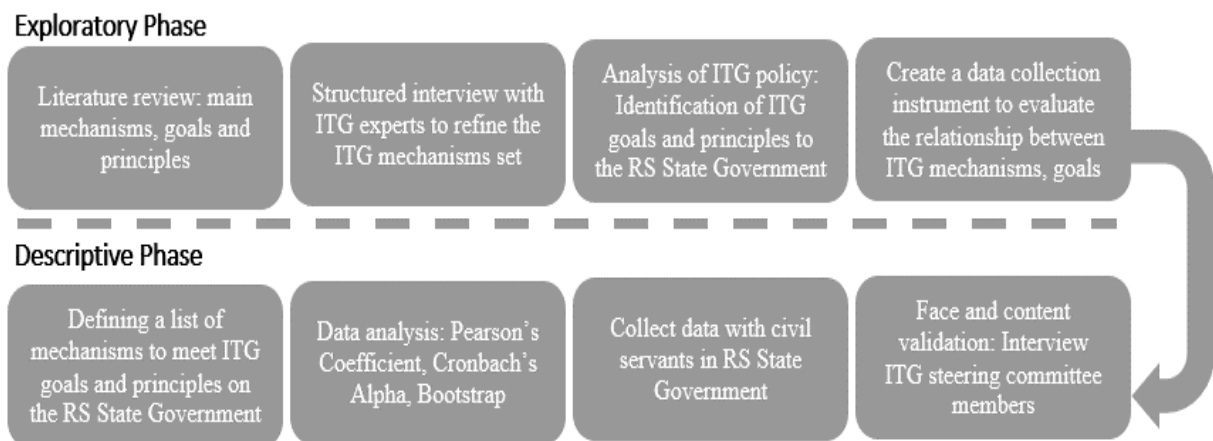 Exploratory Phase
Literature review: main
mechanisms, goals and
principles
Structured interview with
ITG experts to refine the
ITG mechanisms set
Analysis of ITG policy:
Identification of ITG
goals and principles to
the RS State Government
Create a data collection
instrument to evaluate
the relationship between
ITG mechanisms, goals
Descriptive Phase
Defining a list of
mechanisms to meet ITG
goals and principles on
the RS State Government
Data analysis: Pearson’s
Coefficient, Cronbach’s
Alpha, Bootstrap
Collect data with civil
servants in RS State
Government
Face and content
validation: Interview
ITG steering committee
members